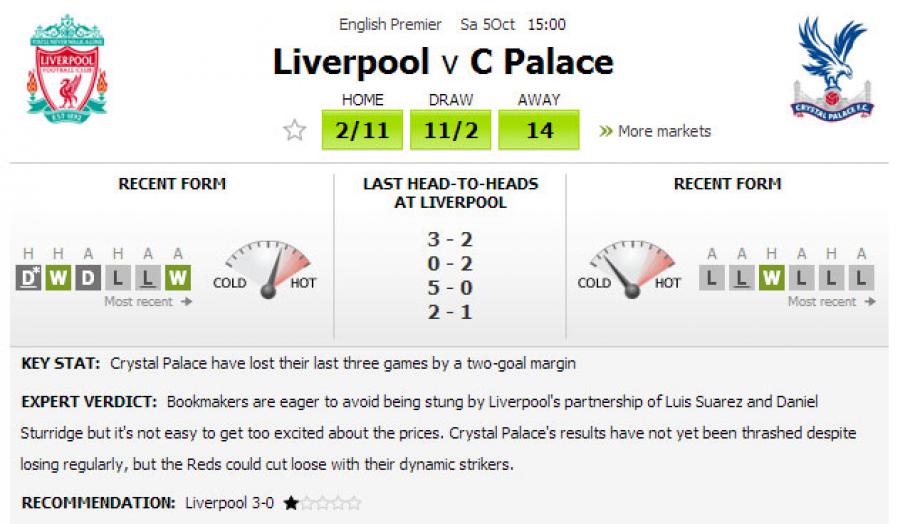 English Premier Sa 5Oct 15:00
Liverpool v C Palace
HOME DRAW AWAY
2/11 11/2 14 » More markets
YOU'LL NEVER WALK ALONE
LIVERPOOL
FOOTBALL CLUB
EST 1892
CRYSTAL PALACE F.C.
RECENT FORM
H H A H A A
D* W D L L W
Most recent →
COLD HOT
LAST HEAD-TO-HEADS
AT LIVERPOOL
3 - 2
0 - 2
5 - 0
2 - 1
RECENT FORM
COLD HOT
A A H A H A
L L W L L L
Most recent →
KEY STAT: Crystal Palace have lost their last three games by a two-goal margin
EXPERT VERDICT: Bookmakers are eager to avoid being stung by Liverpool's partnership of Luis Suarez and Daniel
Sturridge but it's not easy to get too excited about the prices. Crystal Palace's results have not yet been thrashed despite
losing regularly, but the Reds could cut loose with their dynamic strikers.
RECOMMENDATION: Liverpool 3-0 ★☆☆☆☆